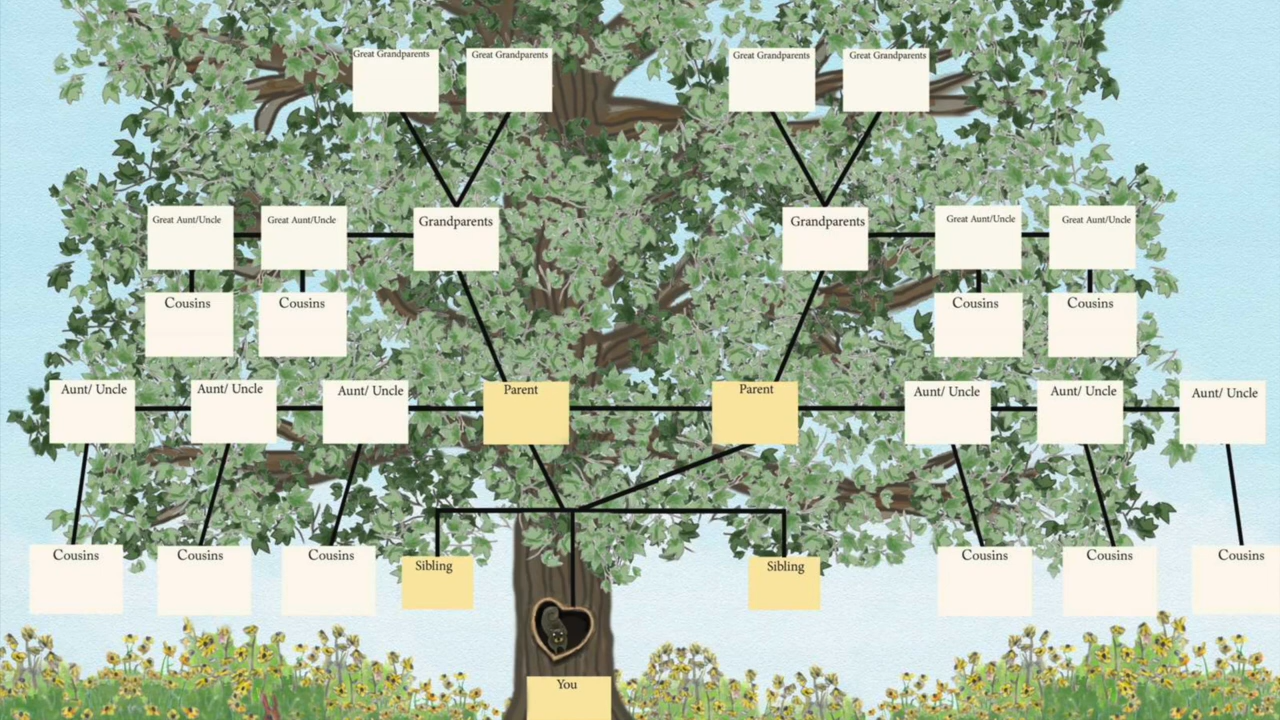 Great Grandparents
Great Grandparents
Great Grandparents
Great Grandparents
Great Aunt/Uncle
Great Aunt/Uncle
Grandparents
Grandparents
Great Aunt/Uncle
Great Aunt/Uncle
Cousins
Cousins
Cousins
Cousins
Aunt/ Uncle
Aunt/ Uncle
Aunt/ Uncle
Parent
Parent
Aunt/ Uncle
Aunt/ Uncle
Aunt/ Uncle
Cousins
Cousins
Cousins
Sibling
Sibling
Cousins
Cousins
Cousins
You